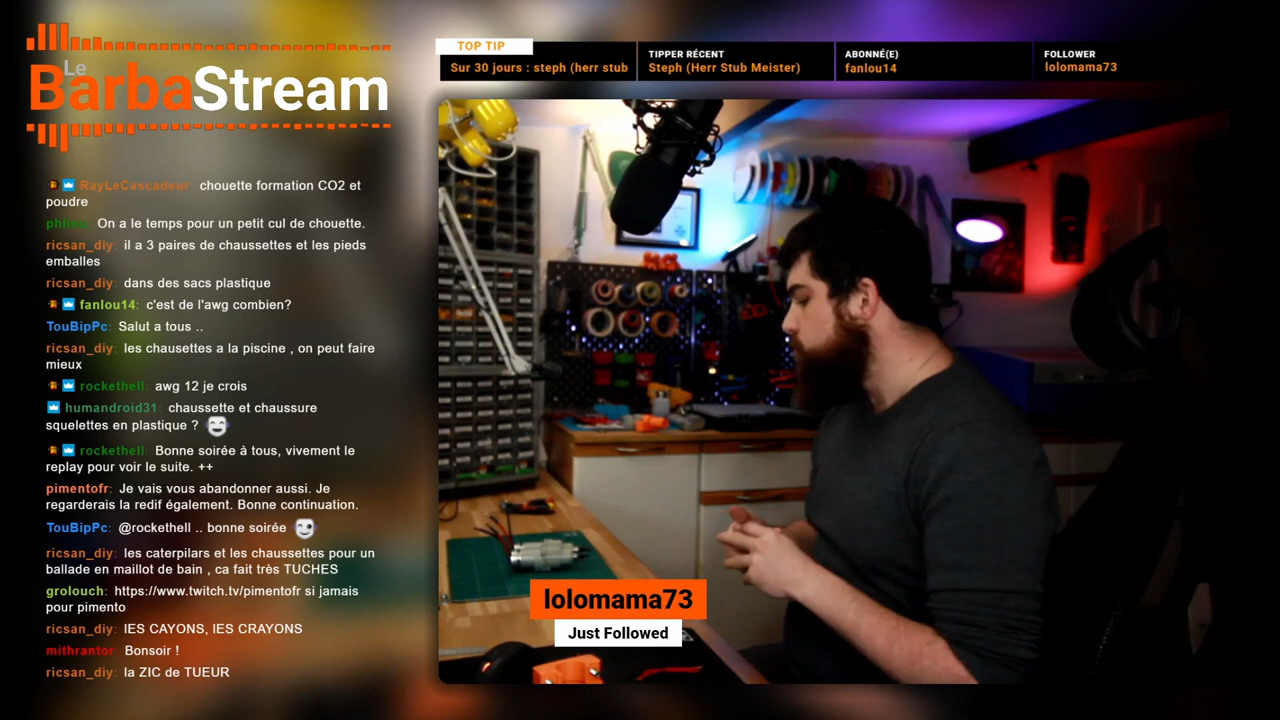 Le
BarbaStream
TOP TIP
Sur 30 jours : steph (herr stub
TIPPER RÉCENT
Steph (Herr Stub Meister)
ABONNÉ(E)
fanlou14
FOLLOWER
lolomama73
RayLeCascadeur: chouette formation CO2 et
poudre
On a le temps pour un petit cul de chouette.
ricsan_diy: il a 3 paires de chaussettes et les pieds
emballes
ricsan_diy: dans des sacs plastique
fanlou14: c'est de l'awg combien?
TouBipPc: Salut a tous ..
ricsan_diy: les chausettes a la piscine , on peut faire
mieux
rockethell: awg 12 je crois
humandroid31: chaussette et chaussure
squelettes en plastique ?
rockethell: Bonne soirée à tous, vivement le
replay pour voir le suite. ++
pimentofr: Je vais vous abandonner aussi. Je
regarderais la redif également. Bonne continuation.
TouBipPc: @rockethell .. bonne soirée
ricsan_diy: les caterpilars et les chaussettes pour un
ballade en maillot de bain , ca fait très TUCHES
grolouch: https://www.twitch.tv/pimentofr si jamais
pour pimento
ricsan_diy: lES CAYONS, lES CRAYONS
mithrantor: Bonsoir !
ricsan_diy: la ZIC de TUEUR
lolomama73
Just Followed